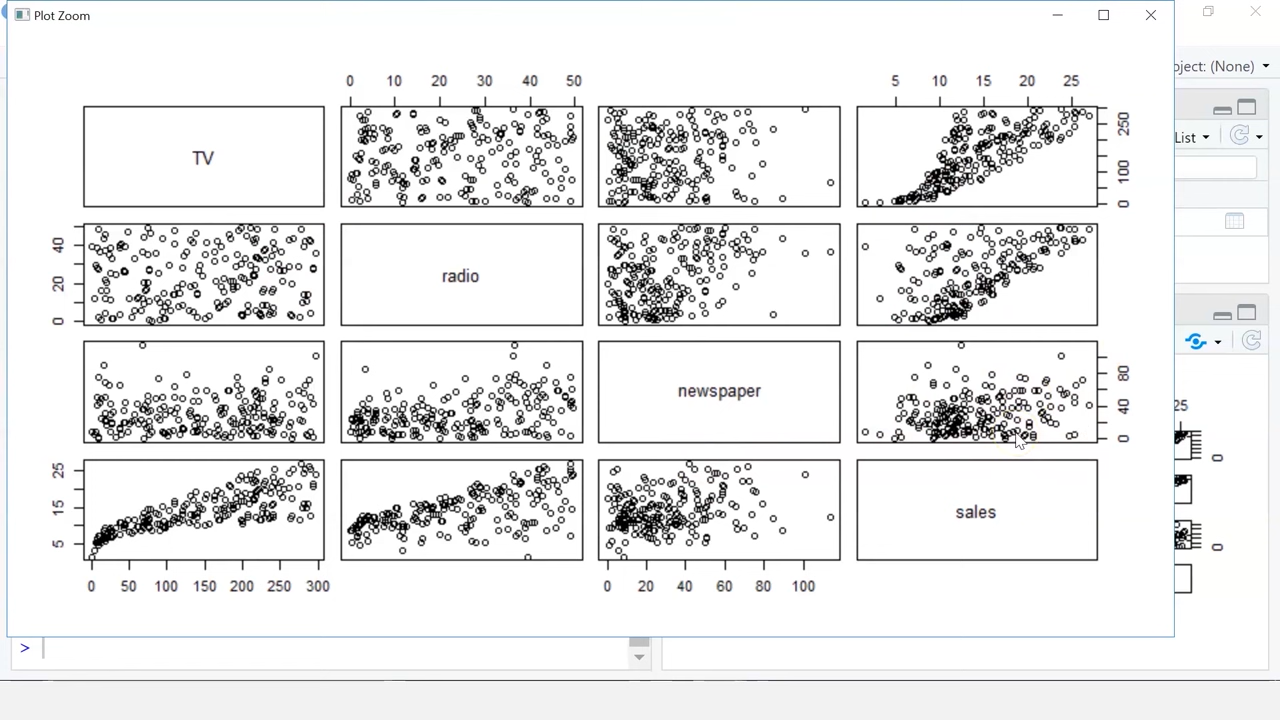 Plot Zoom
ject: (None)
List
0 10 20 30 40 50
5 10 15 20 25
TV
0 100 250
0 20 40
radio
newspaper
0 40 80
25
5 15 25
sales
0
0
0 50 100 150 200 250 300
0 20 40 60 80 100
>